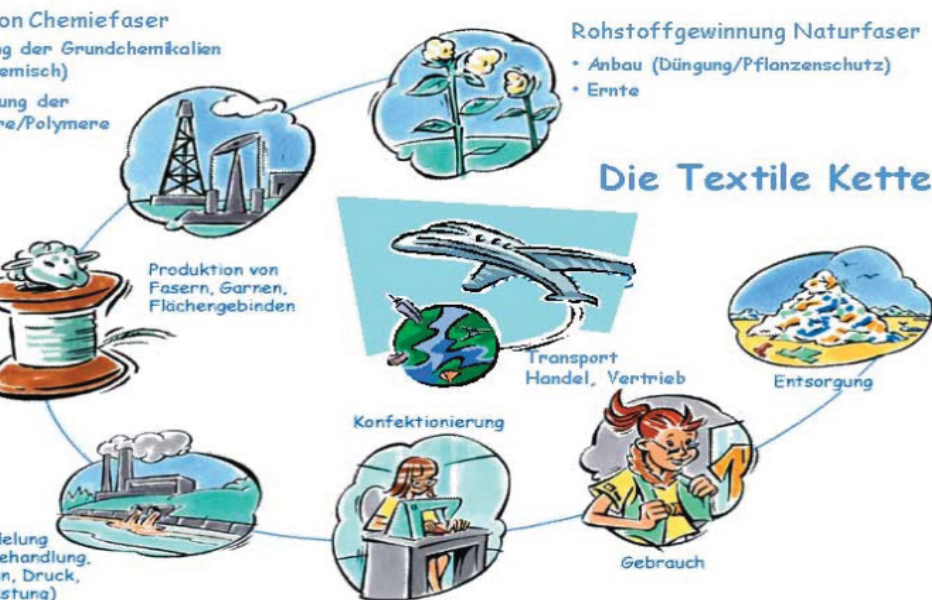 on Chemiefaser
g der Grundchemikalien
emisch)
ung der
re/Polymere
Rohstoffgewinnung Naturfaser
• Anbau (Düngung/Pflanzenschutz)
• Ernte
Die Textile Kette
Produktion von
Fasern, Garnen,
Flächengebinden
Transport
Handel, Vertrieb
Entsorgung
Konfektionierung
Gebrauch
elung
ehandlung,
n, Druck,
stung)